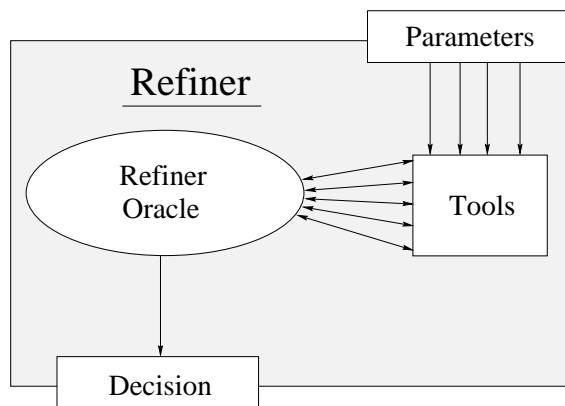 Parameters
Refiner
Refiner
Oracle
Tools
Decision